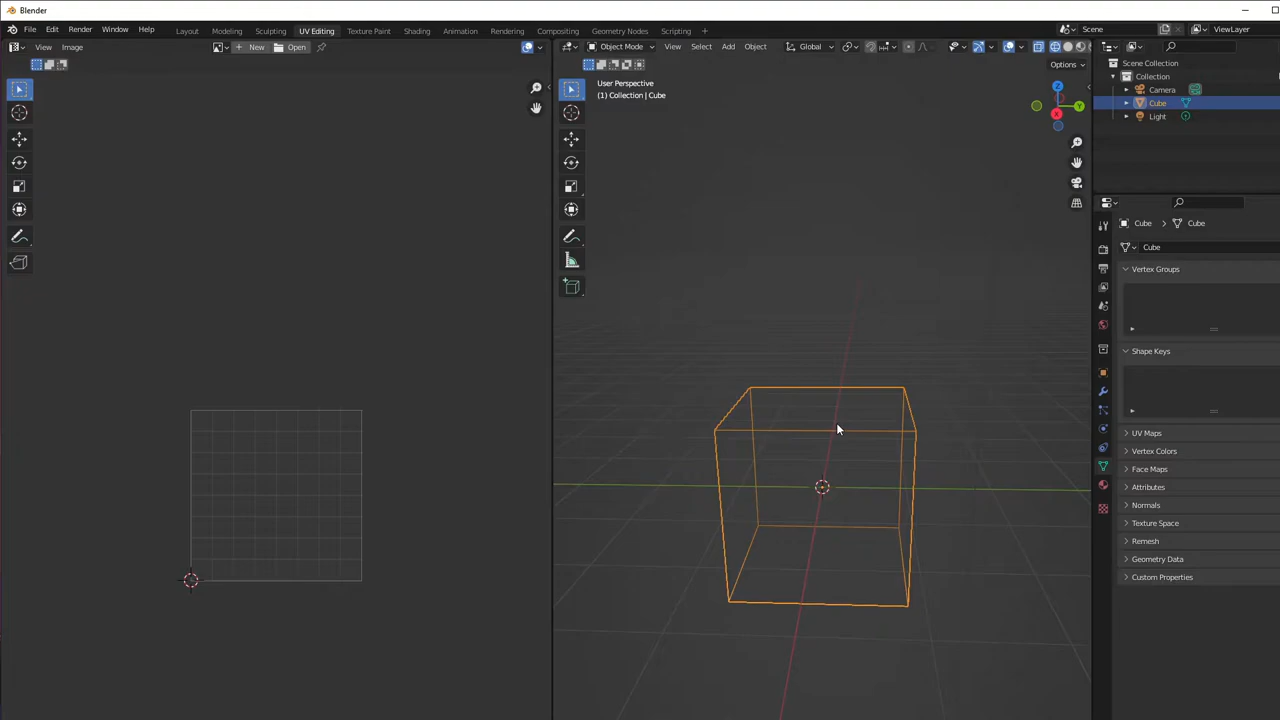 Blender
File Edit Render Window Help Layout Modeling Sculpting UV Editing Texture Paint Shading Animation Rendering Compositing Geometry Nodes Scripting + Scene ViewLayer
View Image New Open Object Mode View Select Add Object Global
Options
User Perspective
(1) Collection | Cube
Z
Y
X
Scene Collection
Collection
Camera
Cube
Light
Cube > Cube
Cube
Vertex Groups
Shape Keys
UV Maps
Vertex Colors
Face Maps
Attributes
Normals
Texture Space
Remesh
Geometry Data
Custom Properties